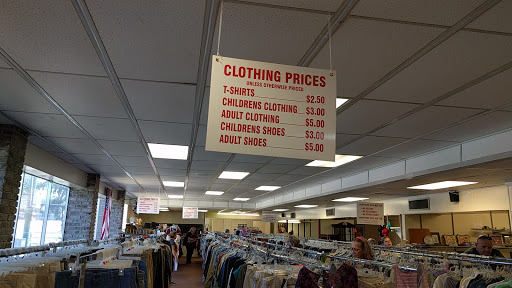 CLOTHING PRICES
UNLESS OTHERWISE PRICED
T-SHIRTS $2.50
CHILDRENS CLOTHING $3.00
ADULT CLOTHING $5.00
CHILDRENS SHOES $3.00
ADULT SHOES $5.00